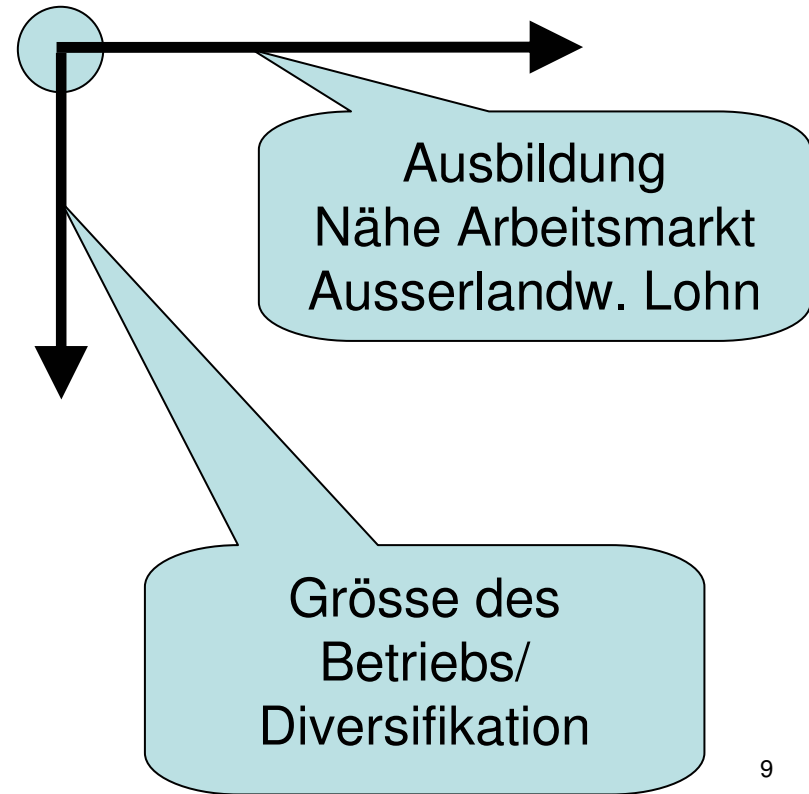 Ausbildung
Nähe Arbeitsmarkt
Ausserlandw. Lohn
Grösse des
Betriebs/
Diversifikation
9